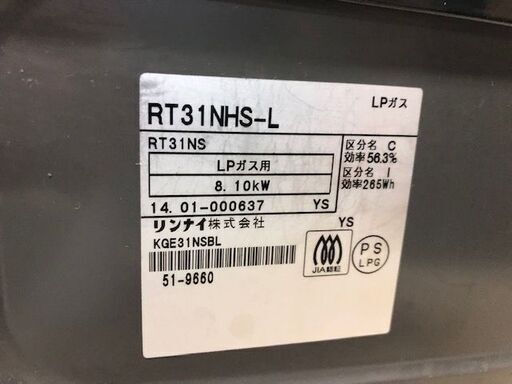 LPガス
RT31NHS-L
RT31NS
LPガス用
8.10kW
区分名 C
効率56.3%
区分名 I
効率265Wh
14.01-000637 YS
リンナイ株式会社 YS
KGE31NSBL
51-9660
JIA認証
PS
LPG